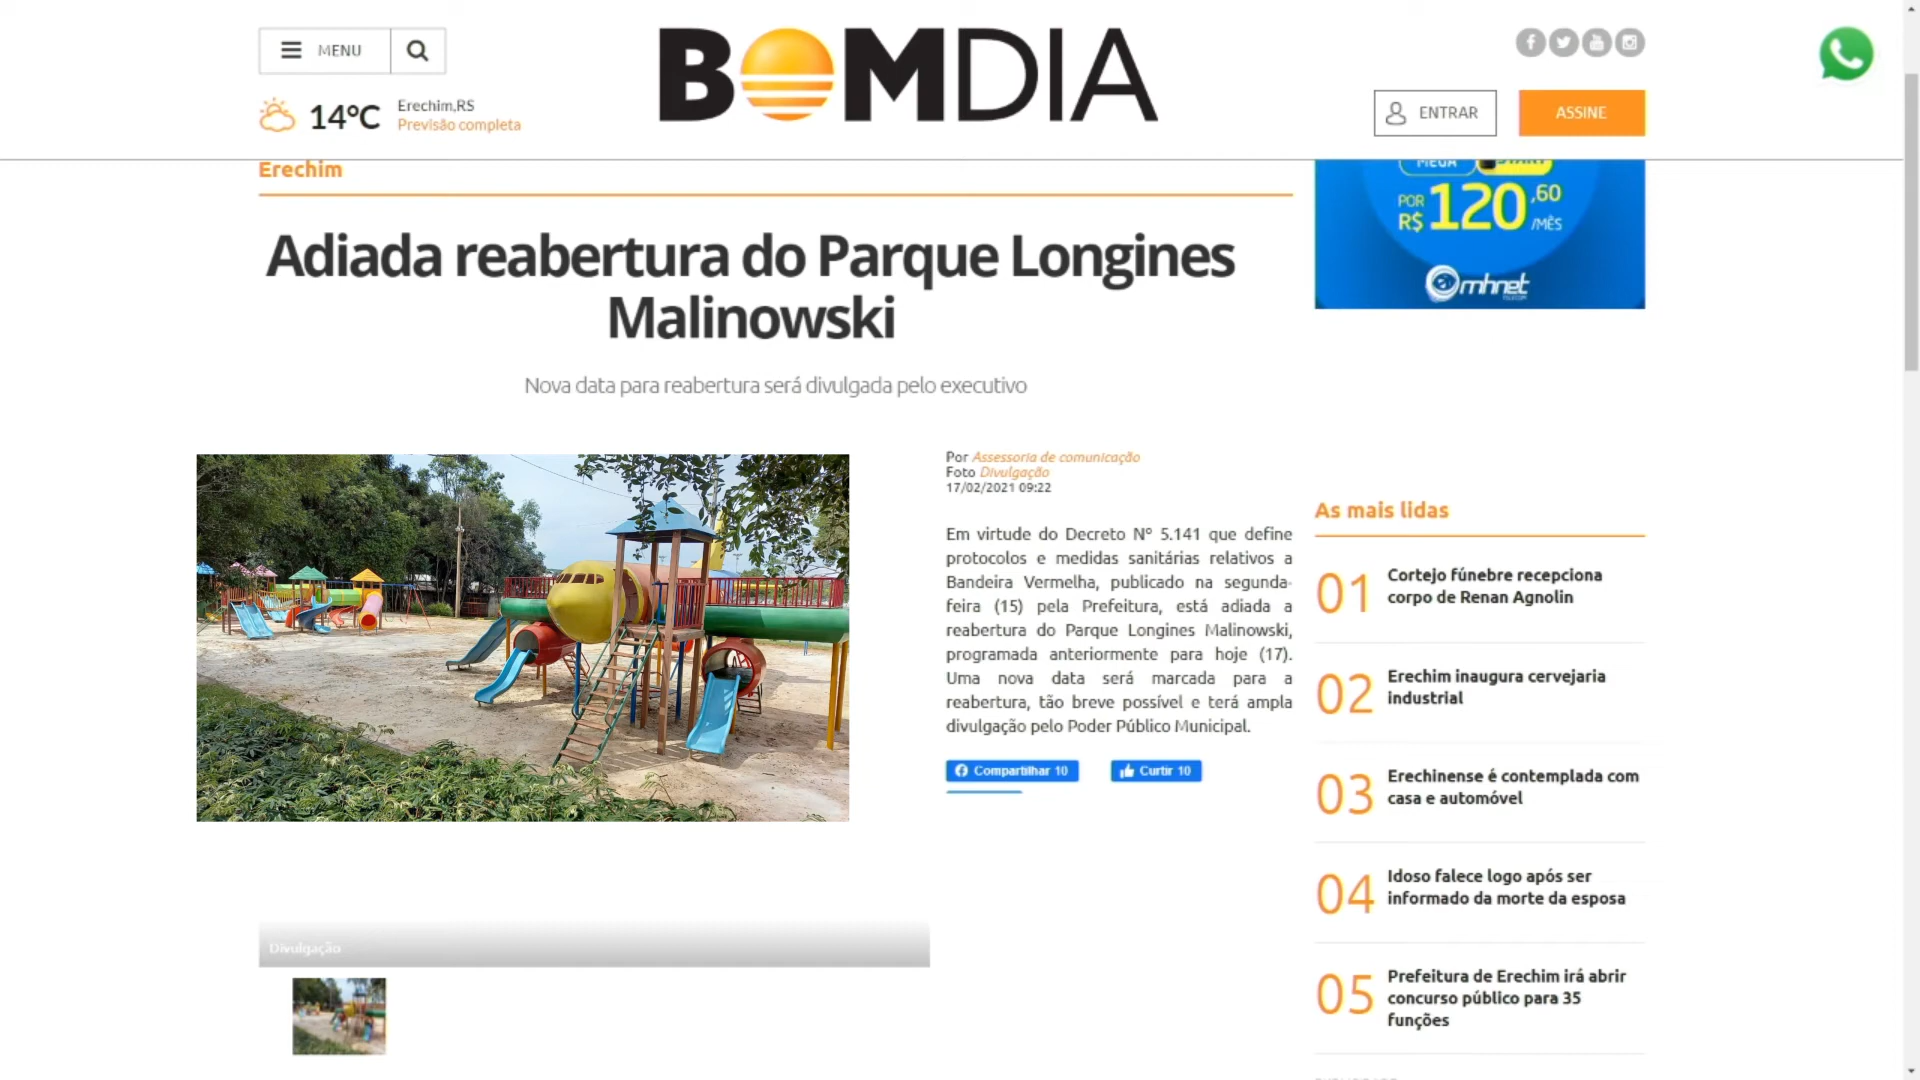 MENU
14°C
Erechim,RS
Previsão completa
BOMDIA
ENTRAR
ASSINE
Erechim
MEGA
START
POR
R$ 120,60
/MÊS
mhnet
Adiada reabertura do Parque Longines
Malinowski
Nova data para reabertura será divulgada pelo executivo
Por Assessoria de comunicação
Foto Divulgação
17/02/2021 09:22
Em virtude do Decreto Nº 5.141 que define
protocolos e medidas sanitárias relativos a
Bandeira Vermelha, publicado na segunda-
feira (15) pela Prefeitura, está adiada a
reabertura do Parque Longines Malinowski,
programada anteriormente para hoje (17).
Uma nova data será marcada para a
reabertura, tão breve possível e terá ampla
divulgação pelo Poder Público Municipal.
Compartilhar 10
Curtir 10
Divulgação
As mais lidas
01 Cortejo fúnebre recepciona
corpo de Renan Agnolin
02 Erechim inaugura cervejaria
industrial
03 Erechinense é contemplada com
casa e automóvel
04 Idoso falece logo após ser
informado da morte da esposa
05 Prefeitura de Erechim irá abrir
concurso público para 35
funções